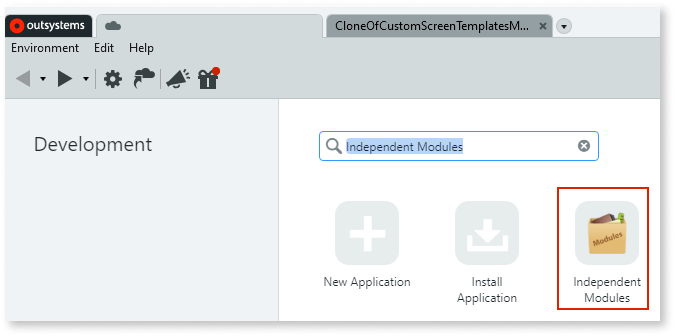 outsystems
CloneOfCustomScreenTemplatesM...
Environment Edit Help
Development
Independent Modules
Modules
New Application
Install
Application
Independent
Modules